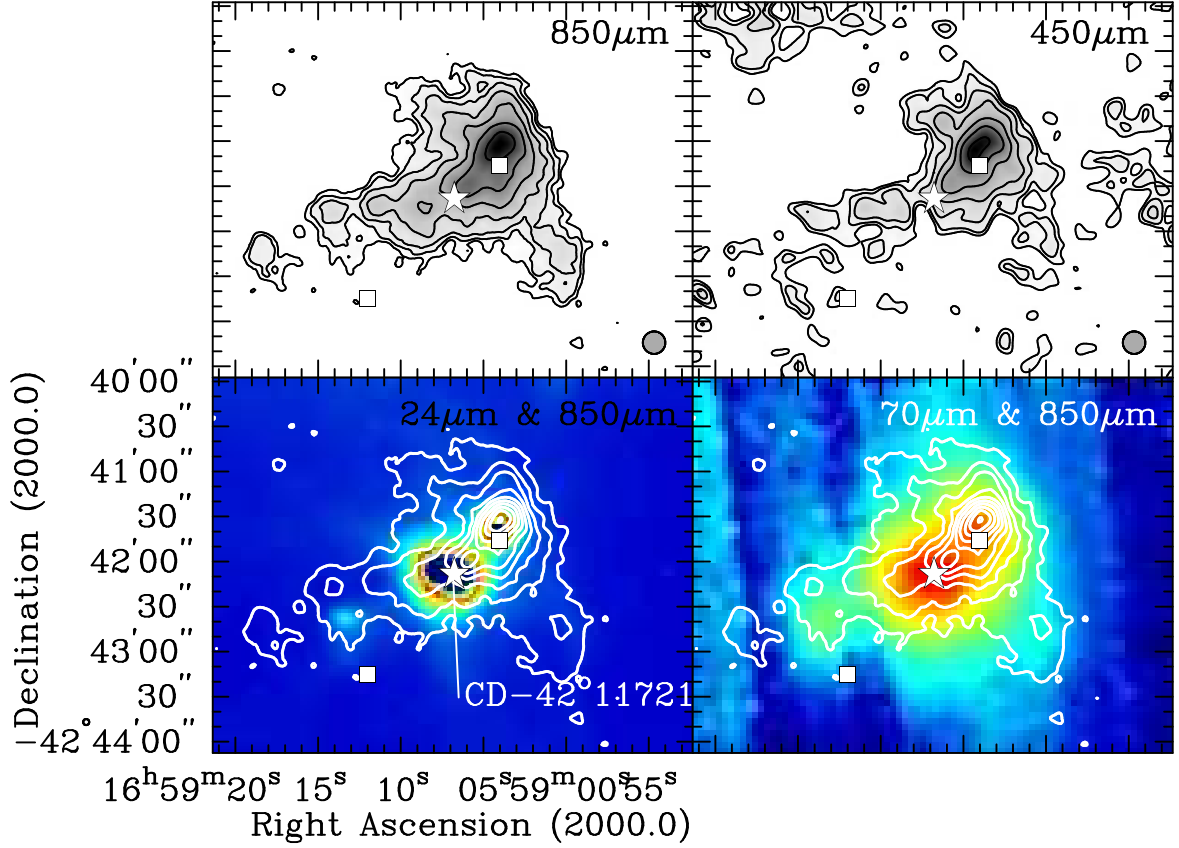 850μm
450μm
24μm & 850μm
70μm & 850μm
CD−42°11721
Declination (2000.0)
40'00"
30"
41'00"
30"
42'00"
30"
43'00"
30"
−42°44'00"
16h59m20s 15s 10s 05s59m00s55s
Right Ascension (2000.0)